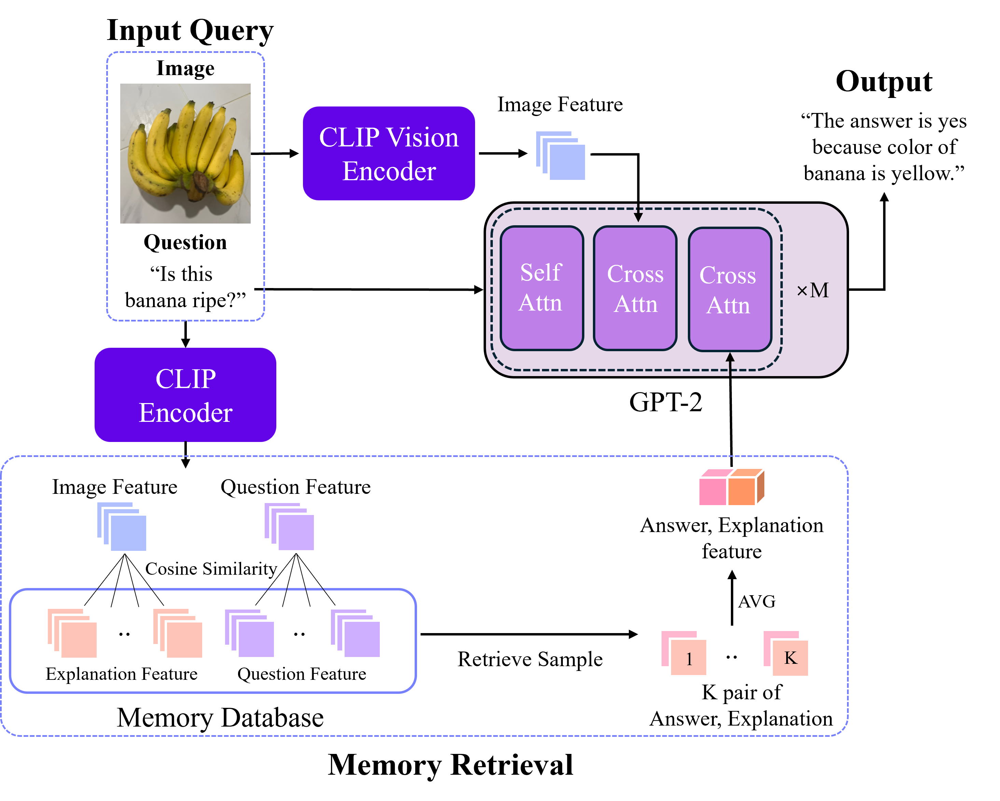 Input Query
Image
Question
“Is this
banana ripe?”
CLIP Vision
Encoder
Image Feature
Output
“The answer is yes
because color of
banana is yellow.”
Self
Attn
Cross
Attn
Cross
Attn
×M
GPT-2
CLIP
Encoder
Image Feature
Question Feature
Cosine Similarity
..
..
Explanation Feature
Question Feature
Memory Database
Retrieve Sample
Answer, Explanation
feature
AVG
1
..
K
K pair of
Answer, Explanation
Memory Retrieval